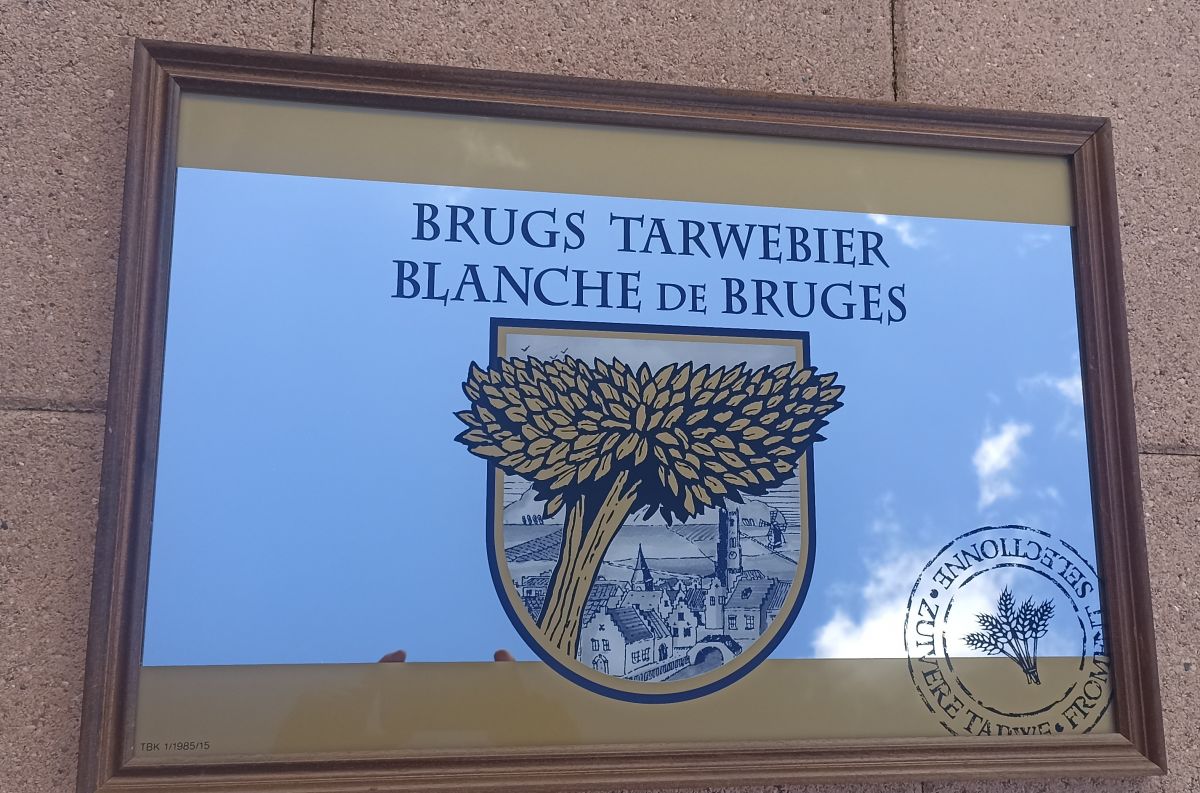 BRUGS TARWEBIER
BLANCHE DE BRUGES
ZUIVERE TARWE • FROMENT SELECTIONNE •
TBK 1/1985/15